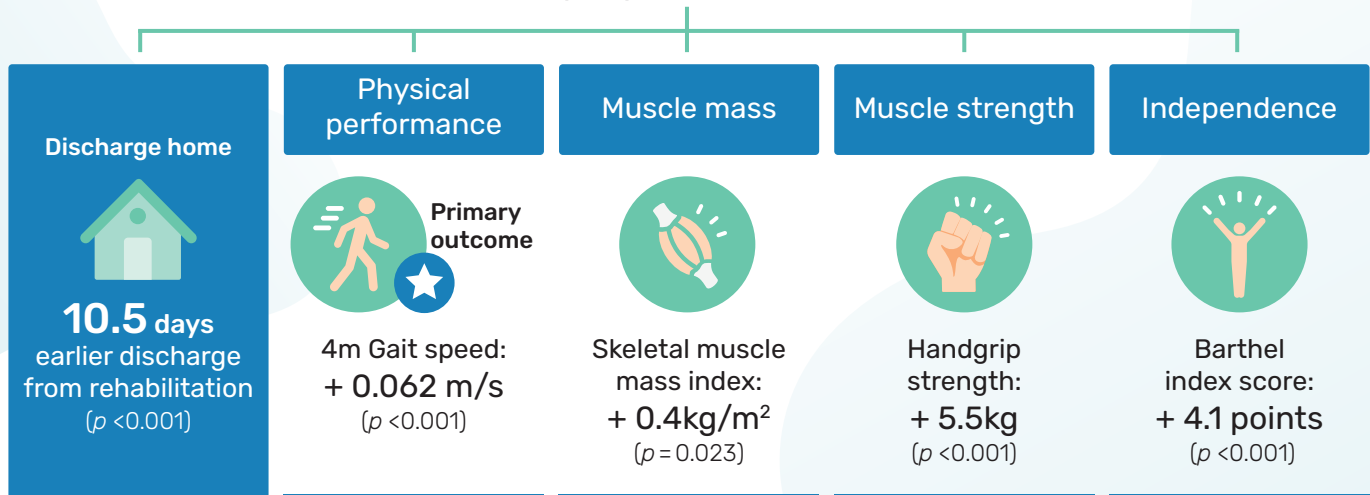 Discharge home
10.5 days
earlier discharge
from rehabilitation
(p <0.001)
Physical
performance
Primary
outcome
4m Gait speed:
+ 0.062 m/s
(p <0.001)
Muscle mass
Skeletal muscle
mass index:
+ 0.4kg/m²
(p = 0.023)
Muscle strength
Handgrip
strength:
+ 5.5kg
(p <0.001)
Independence
Barthel
index score:
+ 4.1 points
(p <0.001)